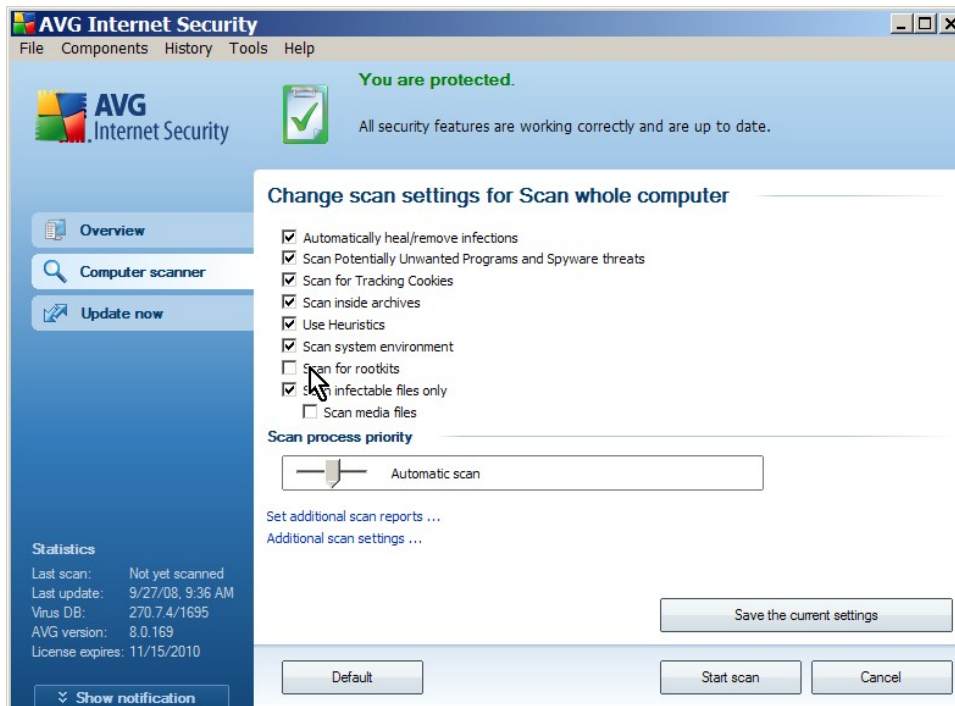 AVG Internet Security
File Components History Tools Help
AVG
Internet Security
You are protected.
All security features are working correctly and are up to date.
Overview
Computer scanner
Update now
Change scan settings for Scan whole computer
Automatically heal/remove infections
Scan Potentially Unwanted Programs and Spyware threats
Scan for Tracking Cookies
Scan inside archives
Use Heuristics
Scan system environment
Scan for rootkits
Scan infectable files only
Scan media files
Scan process priority
Automatic scan
Set additional scan reports ...
Additional scan settings ...
Statistics
Last scan: Not yet scanned
Last update: 9/27/08, 9:36 AM
Virus DB: 270.7.4/1695
AVG version: 8.0.169
License expires: 11/15/2010
Show notification
Save the current settings
Default
Start scan
Cancel